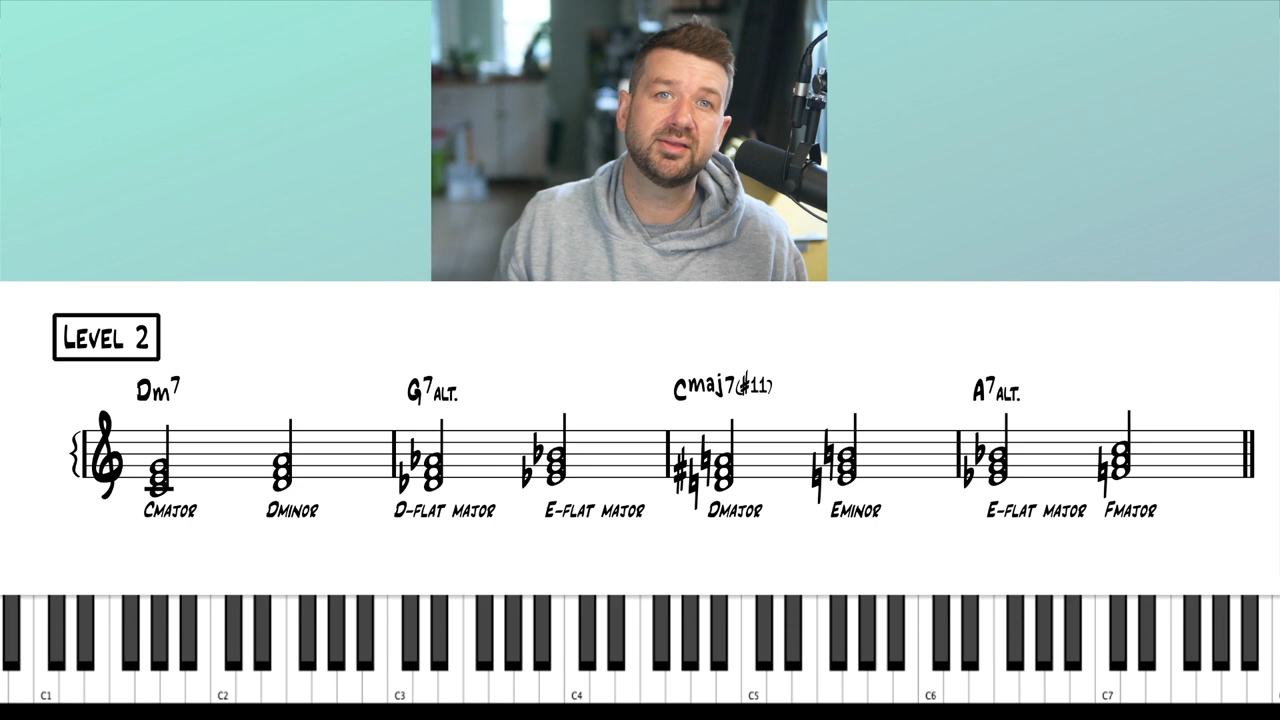 LEVEL 2
Dm7 G7ALT. Cmaj7(#11) A7ALT.
CMAJOR DMINOR D-FLAT MAJOR E-FLAT MAJOR DMAJOR EMINOR E-FLAT MAJOR FMAJOR
C1 C2 C3 C4 C5 C6 C7